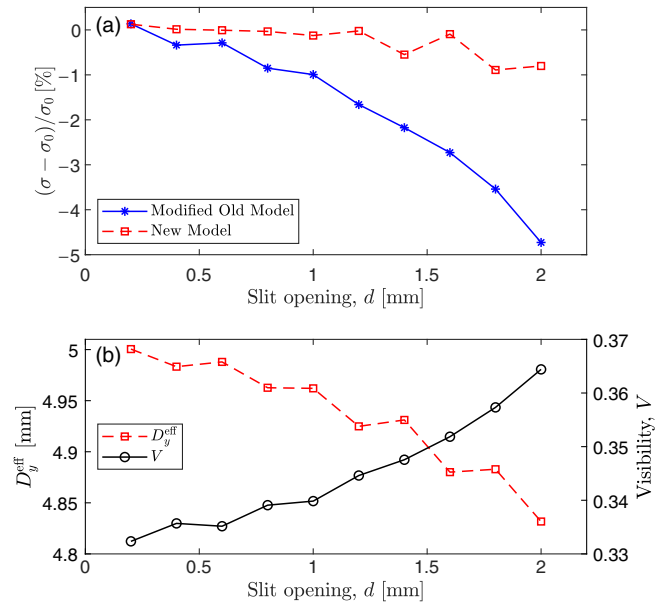 (a)
0
−1
−2
−3
−4
−5
(σ − σ₀)/σ₀ [%]
Modified Old Model
New Model
0 0.5 1 1.5 2
Slit opening, d [mm]
(b)
5
4.95
4.9
4.85
4.8
D_y^eff [mm]
0.37
0.36
0.35
0.34
0.33
Visibility, V
D_y^eff
V
0 0.5 1 1.5 2
Slit opening, d [mm]